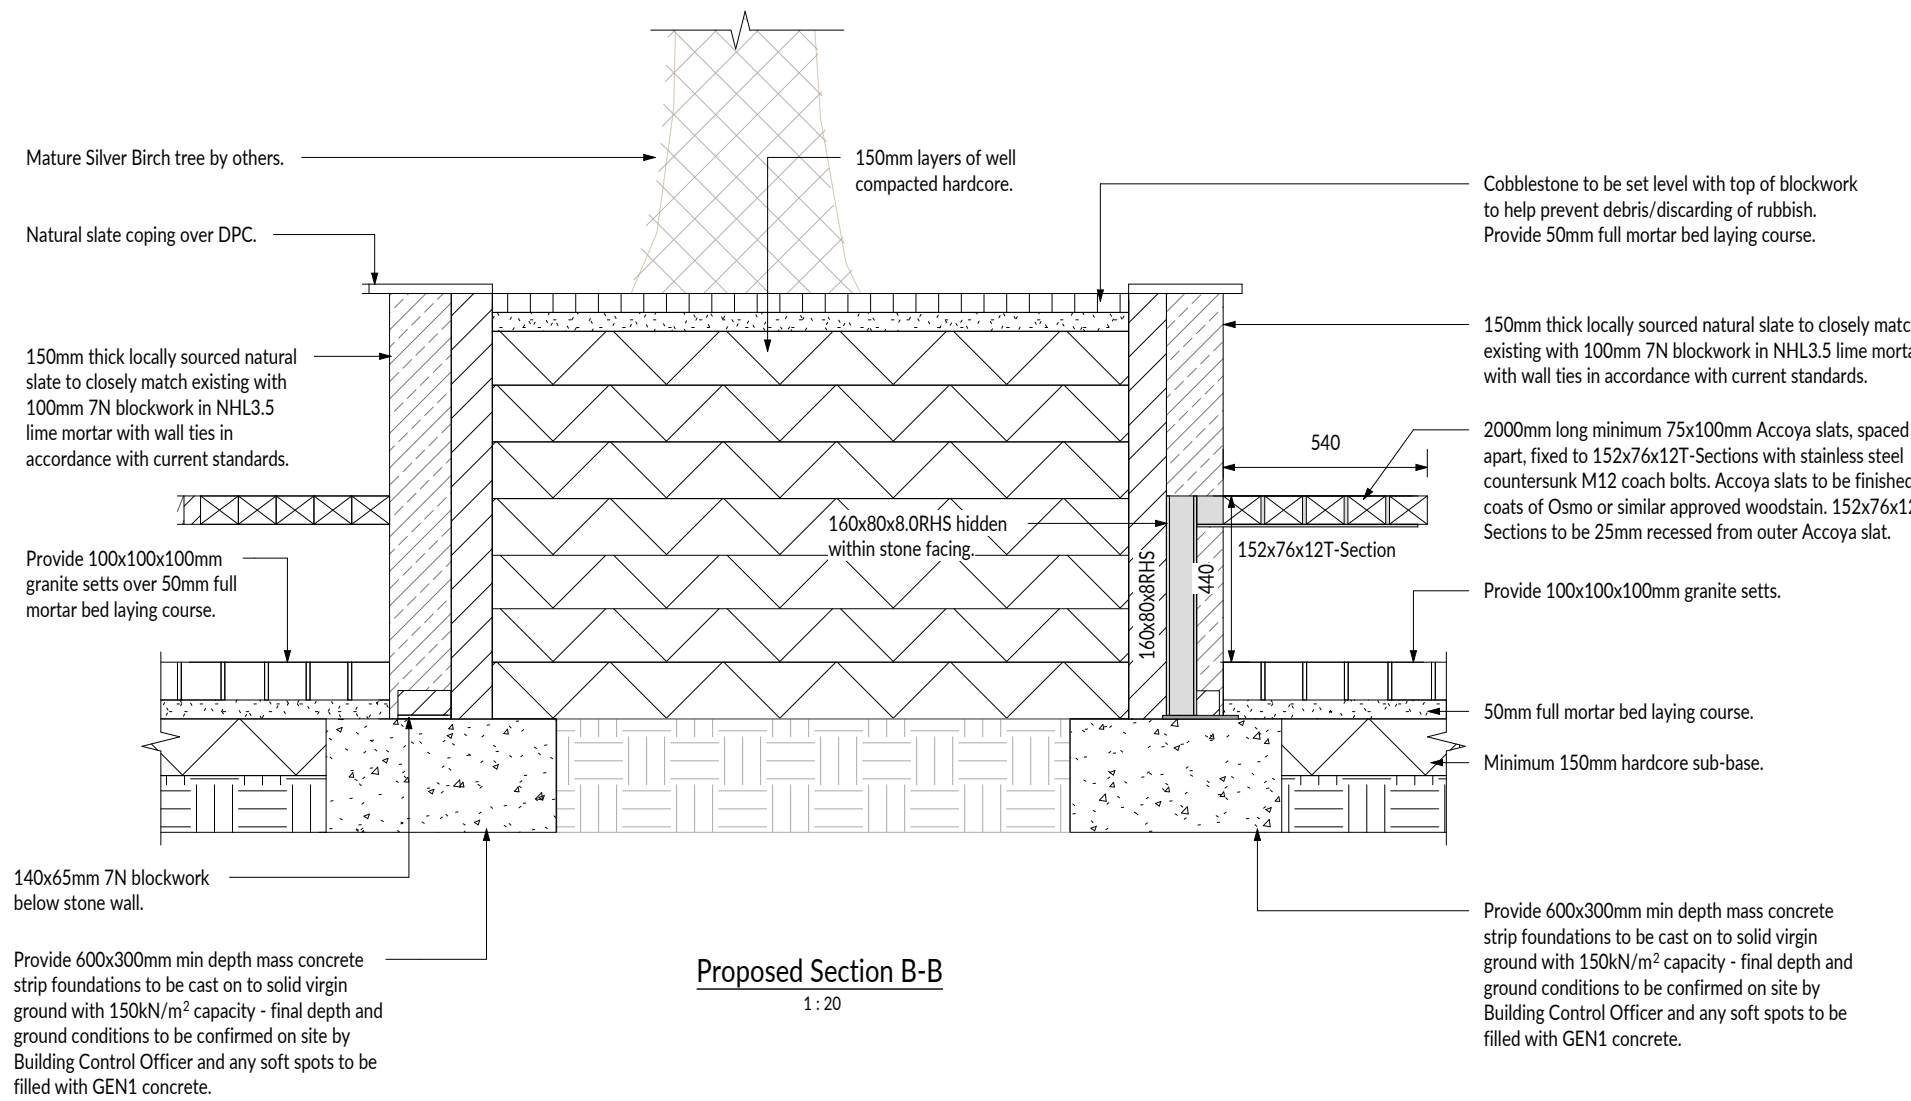 Mature Silver Birch tree by others.
150mm layers of well
compacted hardcore.
Cobblestone to be set level with top of blockwork
to help prevent debris/discarding of rubbish.
Provide 50mm full mortar bed laying course.
Natural slate coping over DPC.
150mm thick locally sourced natural
slate to closely match existing with
100mm 7N blockwork in NHL3.5
lime mortar with wall ties in
accordance with current standards.
150mm thick locally sourced natural slate to closely matc
existing with 100mm 7N blockwork in NHL3.5 lime morta
with wall ties in accordance with current standards.
540
2000mm long minimum 75x100mm Accoya slats, spaced
apart, fixed to 152x76x12T-Sections with stainless steel
countersunk M12 coach bolts. Accoya slats to be finished
coats of Osmo or similar approved woodstain. 152x76x12
Sections to be 25mm recessed from outer Accoya slat.
160x80x8.0RHS hidden
within stone facing.
152x76x12T-Section
160x80x8RHS
440
Provide 100x100x100mm
granite setts over 50mm full
mortar bed laying course.
Provide 100x100x100mm granite setts.
50mm full mortar bed laying course.
Minimum 150mm hardcore sub-base.
140x65mm 7N blockwork
below stone wall.
Provide 600x300mm min depth mass concrete
strip foundations to be cast on to solid virgin
ground with 150kN/m² capacity - final depth and
ground conditions to be confirmed on site by
Building Control Officer and any soft spots to be
filled with GEN1 concrete.
Proposed Section B-B
1 : 20
Provide 600x300mm min depth mass concrete
strip foundations to be cast on to solid virgin
ground with 150kN/m² capacity - final depth and
ground conditions to be confirmed on site by
Building Control Officer and any soft spots to be
filled with GEN1 concrete.